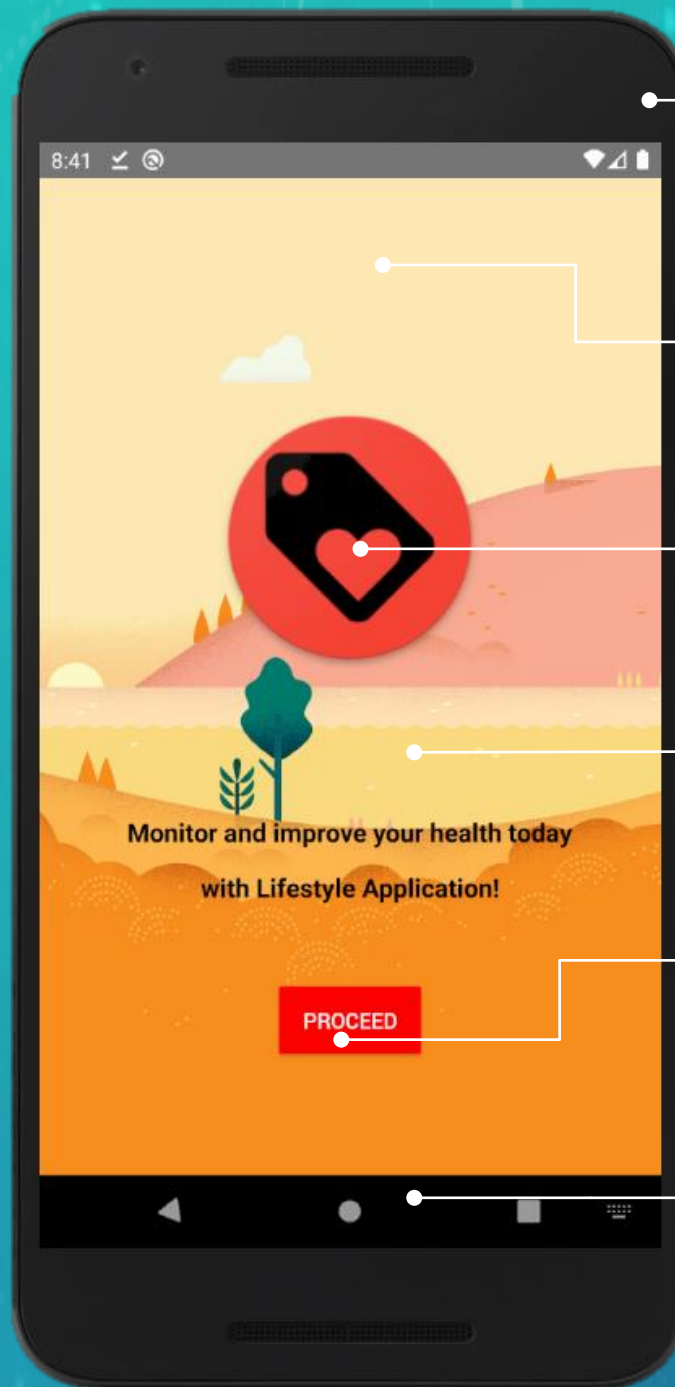 8:41
Monitor and improve your health today
with Lifestyle Application!
PROCEED